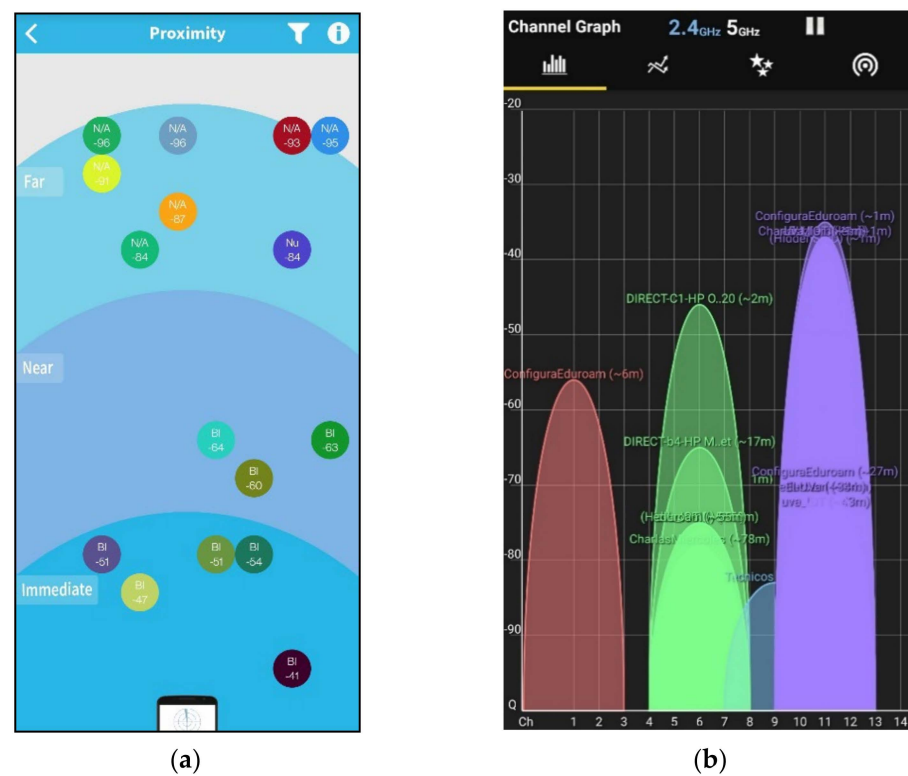 Proximity
N/A
-96
N/A
-96
N/A
-93
N/A
-95
N/A
-91
Far
N/A
-87
N/A
-84
Nu
-84
Near
BI
-64
BI
-63
BI
-60
BI
-51
BI
-51
BI
-54
Immediate
BI
-47
BI
-41
(a)
Channel Graph 2.4GHz 5GHz
-20
-30
ConfiguraEduroam (~1m)
-40
DIRECT-C1-HP O..20 (~2m)
-50
ConfiguraEduroam (~6m)
-60
DIRECT-b4-HP M..et (~17m)
ConfiguraEduroam (~27m)
1m)
-70
(~78m)
-80
-90
Q
Ch 1 2 3 4 5 6 7 8 9 10 11 12 13 14
(b)